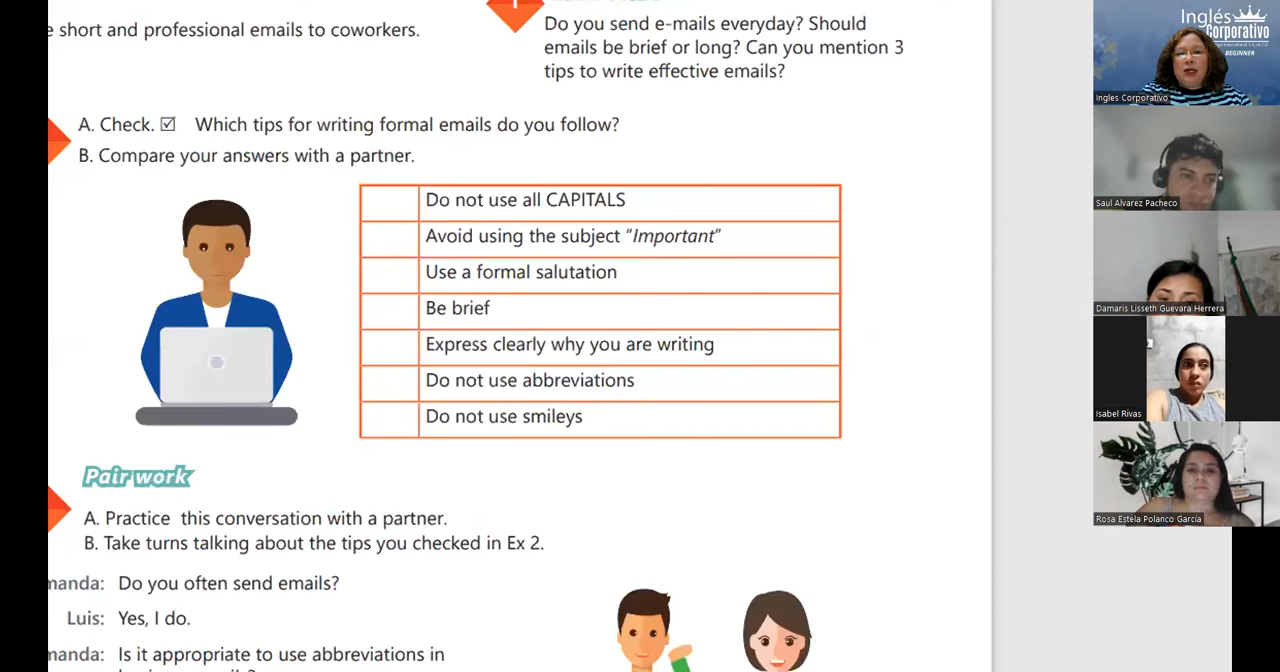 e short and professional emails to coworkers.
Do you send e-mails everyday? Should
emails be brief or long? Can you mention 3
tips to write effective emails?
A. Check. ☑ Which tips for writing formal emails do you follow?
B. Compare your answers with a partner.
Do not use all CAPITALS
Avoid using the subject “Important”
Use a formal salutation
Be brief
Express clearly why you are writing
Do not use abbreviations
Do not use smileys
Pair work
A. Practice this conversation with a partner.
B. Take turns talking about the tips you checked in Ex 2.
manda: Do you often send emails?
Luis: Yes, I do.
manda: Is it appropriate to use abbreviations in
Inglés
Corporativo
BEGINNER
Ingles Corporativo
Saul Alvarez Pacheco
Damaris Lisseth Guevara Herrera
Isabel Rivas
Rosa Estela Polanco García